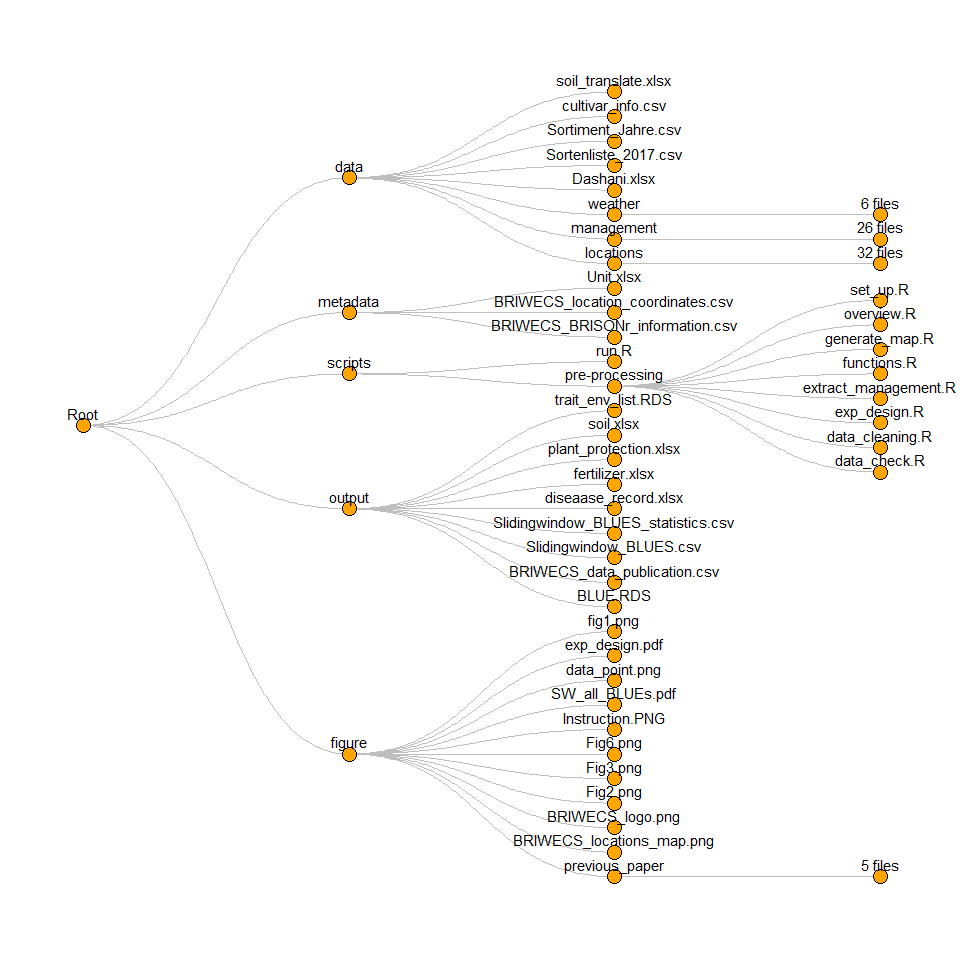 Root
data
soil_translate.xlsx
cultivar_info.csv
Sortiment_Jahre.csv
Sortenliste_2017.csv
Dashani.xlsx
weather
6 files
management
26 files
locations
32 files
metadata
Unit.xlsx
BRIWECS_location_coordinates.csv
BRIWECS_BRISONr_information.csv
scripts
run.R
pre-processing
set_up.R
overview.R
generate_map.R
functions.R
extract_management.R
exp_design.R
data_cleaning.R
data_check.R
output
trait_env_list.RDS
soil.xlsx
plant_protection.xlsx
fertilizer.xlsx
diseaase_record.xlsx
Slidingwindow_BLUES_statistics.csv
Slidingwindow_BLUES.csv
BRIWECS_data_publication.csv
BLUE.RDS
figure
fig1.png
exp_design.pdf
data_point.png
SW_all_BLUEs.pdf
Instruction.PNG
Fig6.png
Fig3.png
Fig2.png
BRIWECS_logo.png
BRIWECS_locations_map.png
previous_paper
5 files